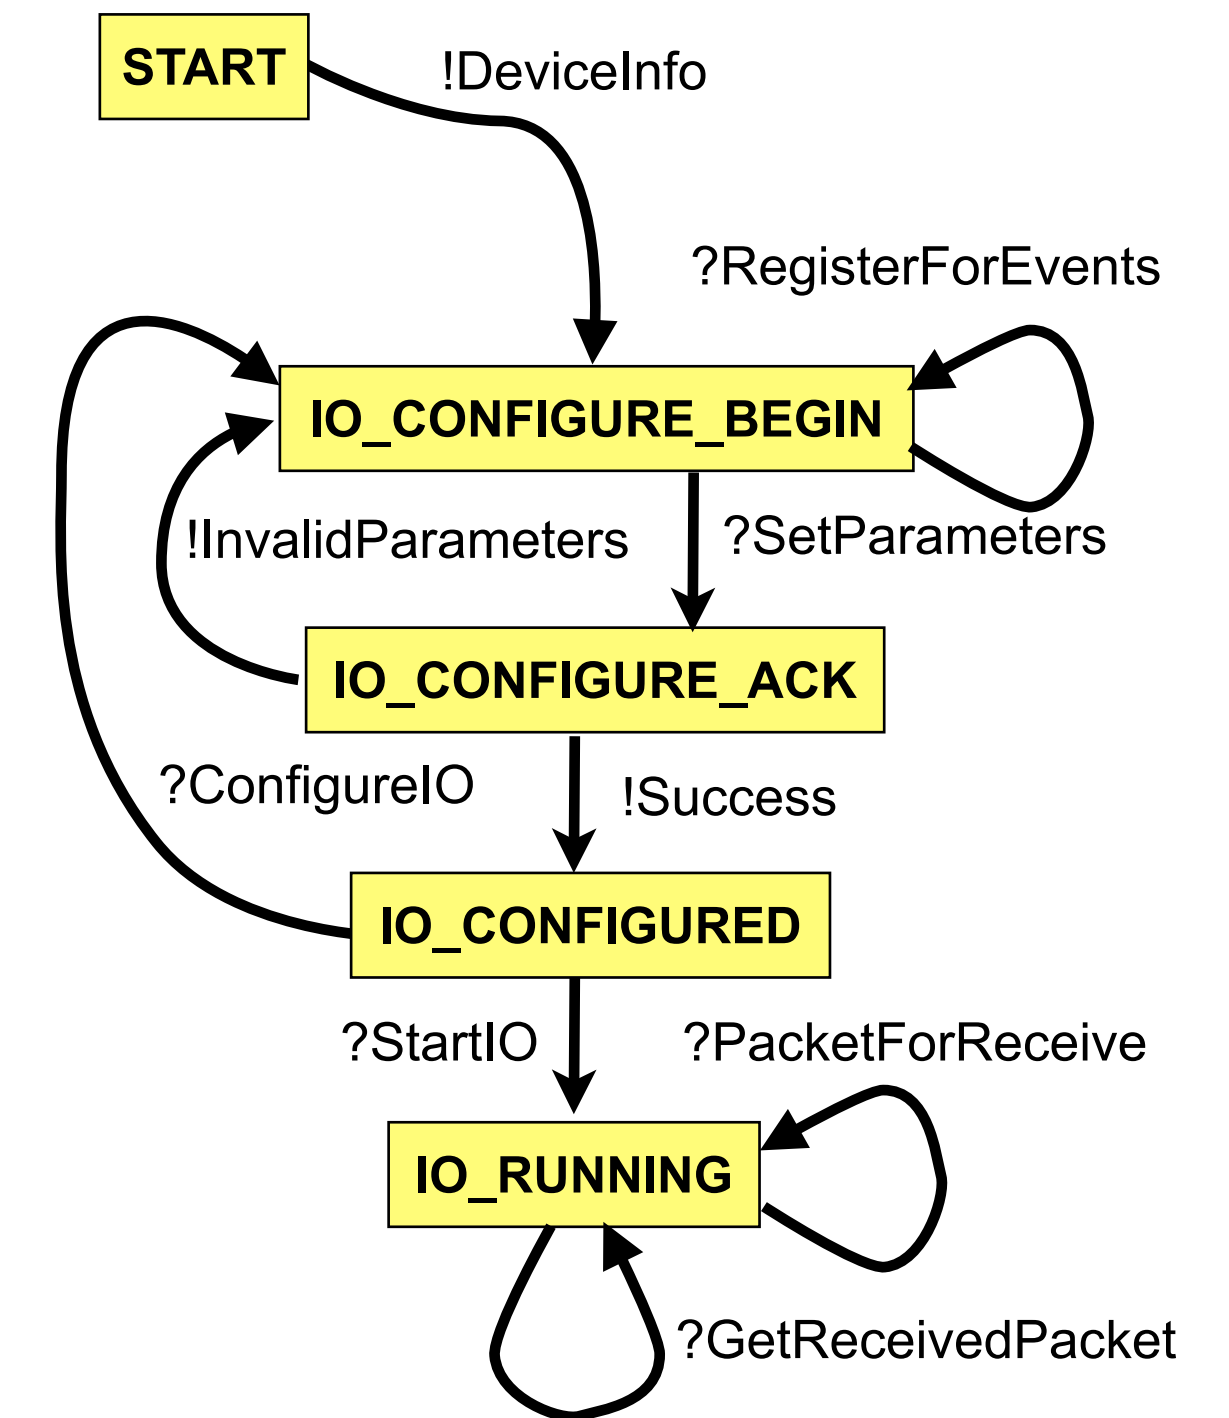 START
!DeviceInfo
?RegisterForEvents
IO_CONFIGURE_BEGIN
!InvalidParameters
?SetParameters
IO_CONFIGURE_ACK
?ConfigureIO
!Success
IO_CONFIGURED
?StartIO
?PacketForReceive
IO_RUNNING
?GetReceivedPacket